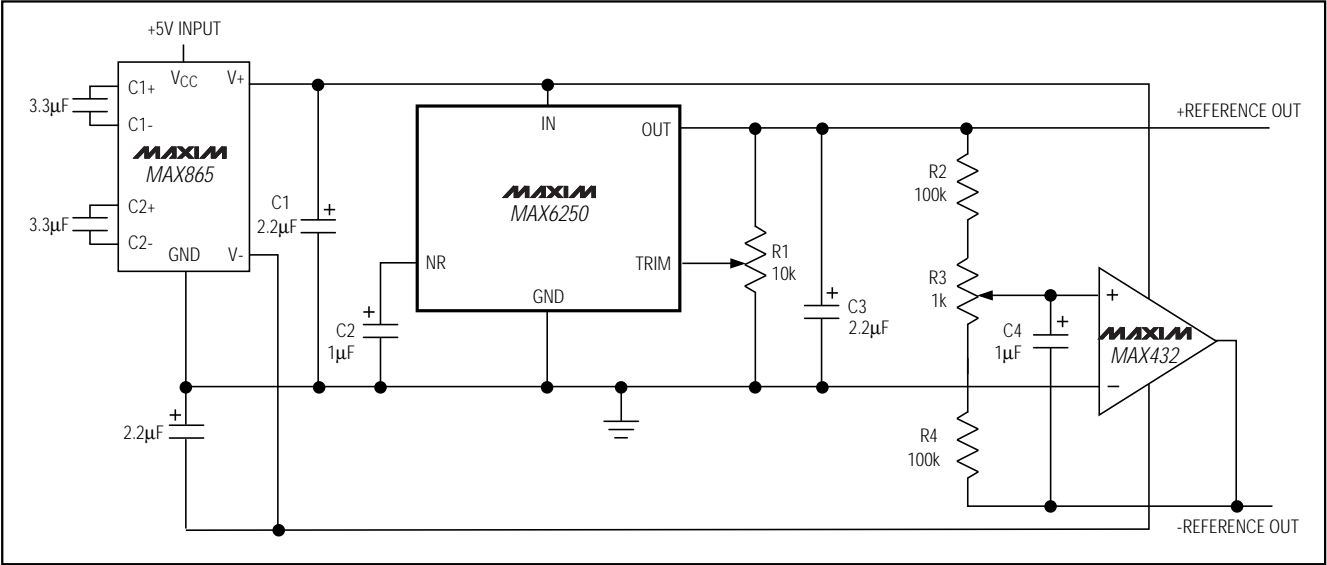 +5V INPUT
VCC
V+
C1+
3.3μF
C1-
MAXIM
MAX865
C2+
3.3μF
C2-
GND
V-
C1
+
2.2μF
IN
OUT
MAXIM
MAX6250
NR
TRIM
GND
+
C2
1μF
R1
10k
+
C3
2.2μF
+REFERENCE OUT
R2
100k
R3
1k
+
C4
1μF
+
MAXIM
MAX432
−
R4
100k
+
2.2μF
-REFERENCE OUT